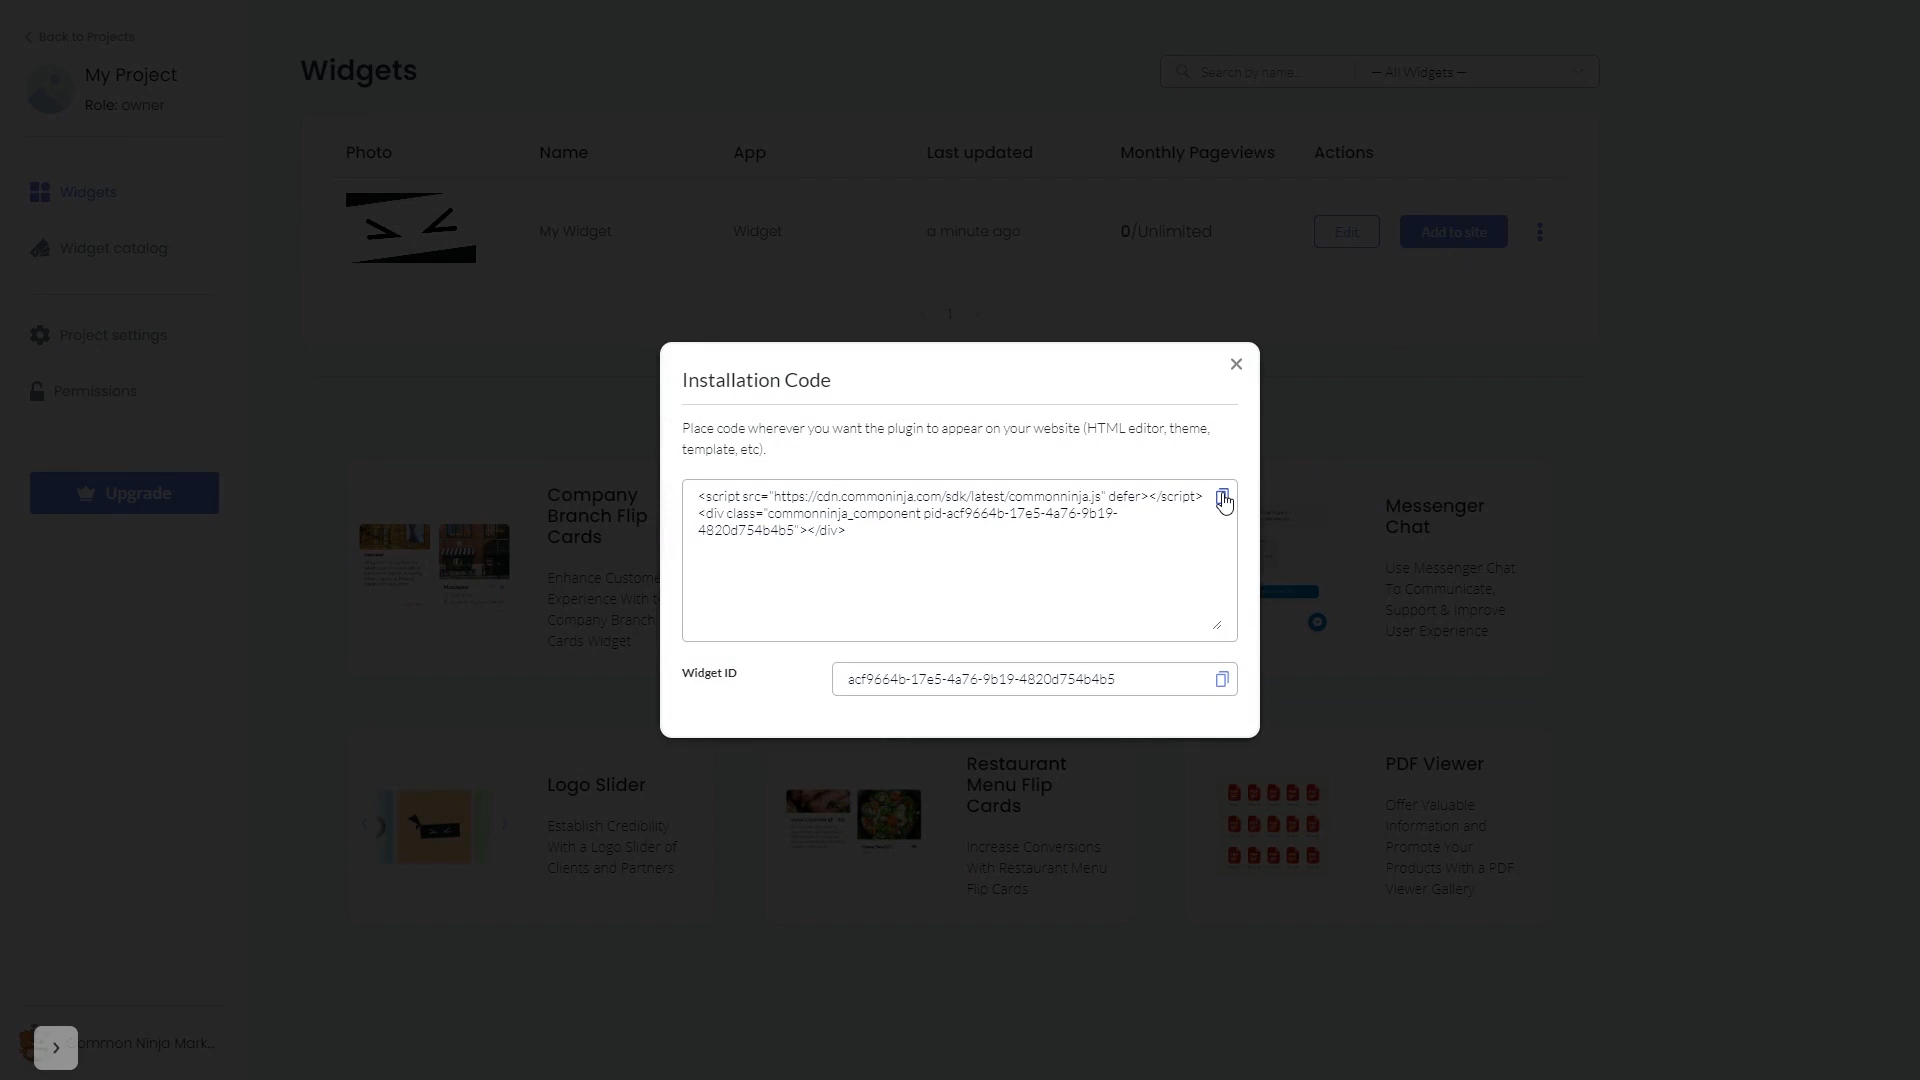 Back to Projects
My Project
Role: owner
Widgets
Widget catalog
Project settings
Permissions
Upgrade
Common Ninja Mark...
Widgets
Search by name...
— All Widgets —
Photo
Name
App
Last updated
Monthly Pageviews
Actions
My Widget
Widget
a minute ago
0/Unlimited
Edit
Add to site
1
Installation Code
Place code wherever you want the plugin to appear on your website (HTML editor, theme,
template, etc).
<script src="https://cdn.commoninja.com/sdk/latest/commonninja.js" defer></script>
<div class="commonninja_component pid-acf9664b-17e5-4a76-9b19-
4820d754b4b5"></div>
Widget ID
acf9664b-17e5-4a76-9b19-4820d754b4b5
Company
Branch Flip
Cards
Enhance Custome
Experience With
Company Branch
Cards Widget
Messenger
Chat
Use Messenger Chat
To Communicate,
Support & Improve
User Experience
Logo Slider
Establish Credibility
With a Logo Slider of
Clients and Partners
Restaurant
Menu Flip
Cards
Increase Conversions
With Restaurant Menu
Flip Cards
PDF Viewer
Offer Valuable
Information and
Promote Your
Products With a PDF
Viewer Gallery